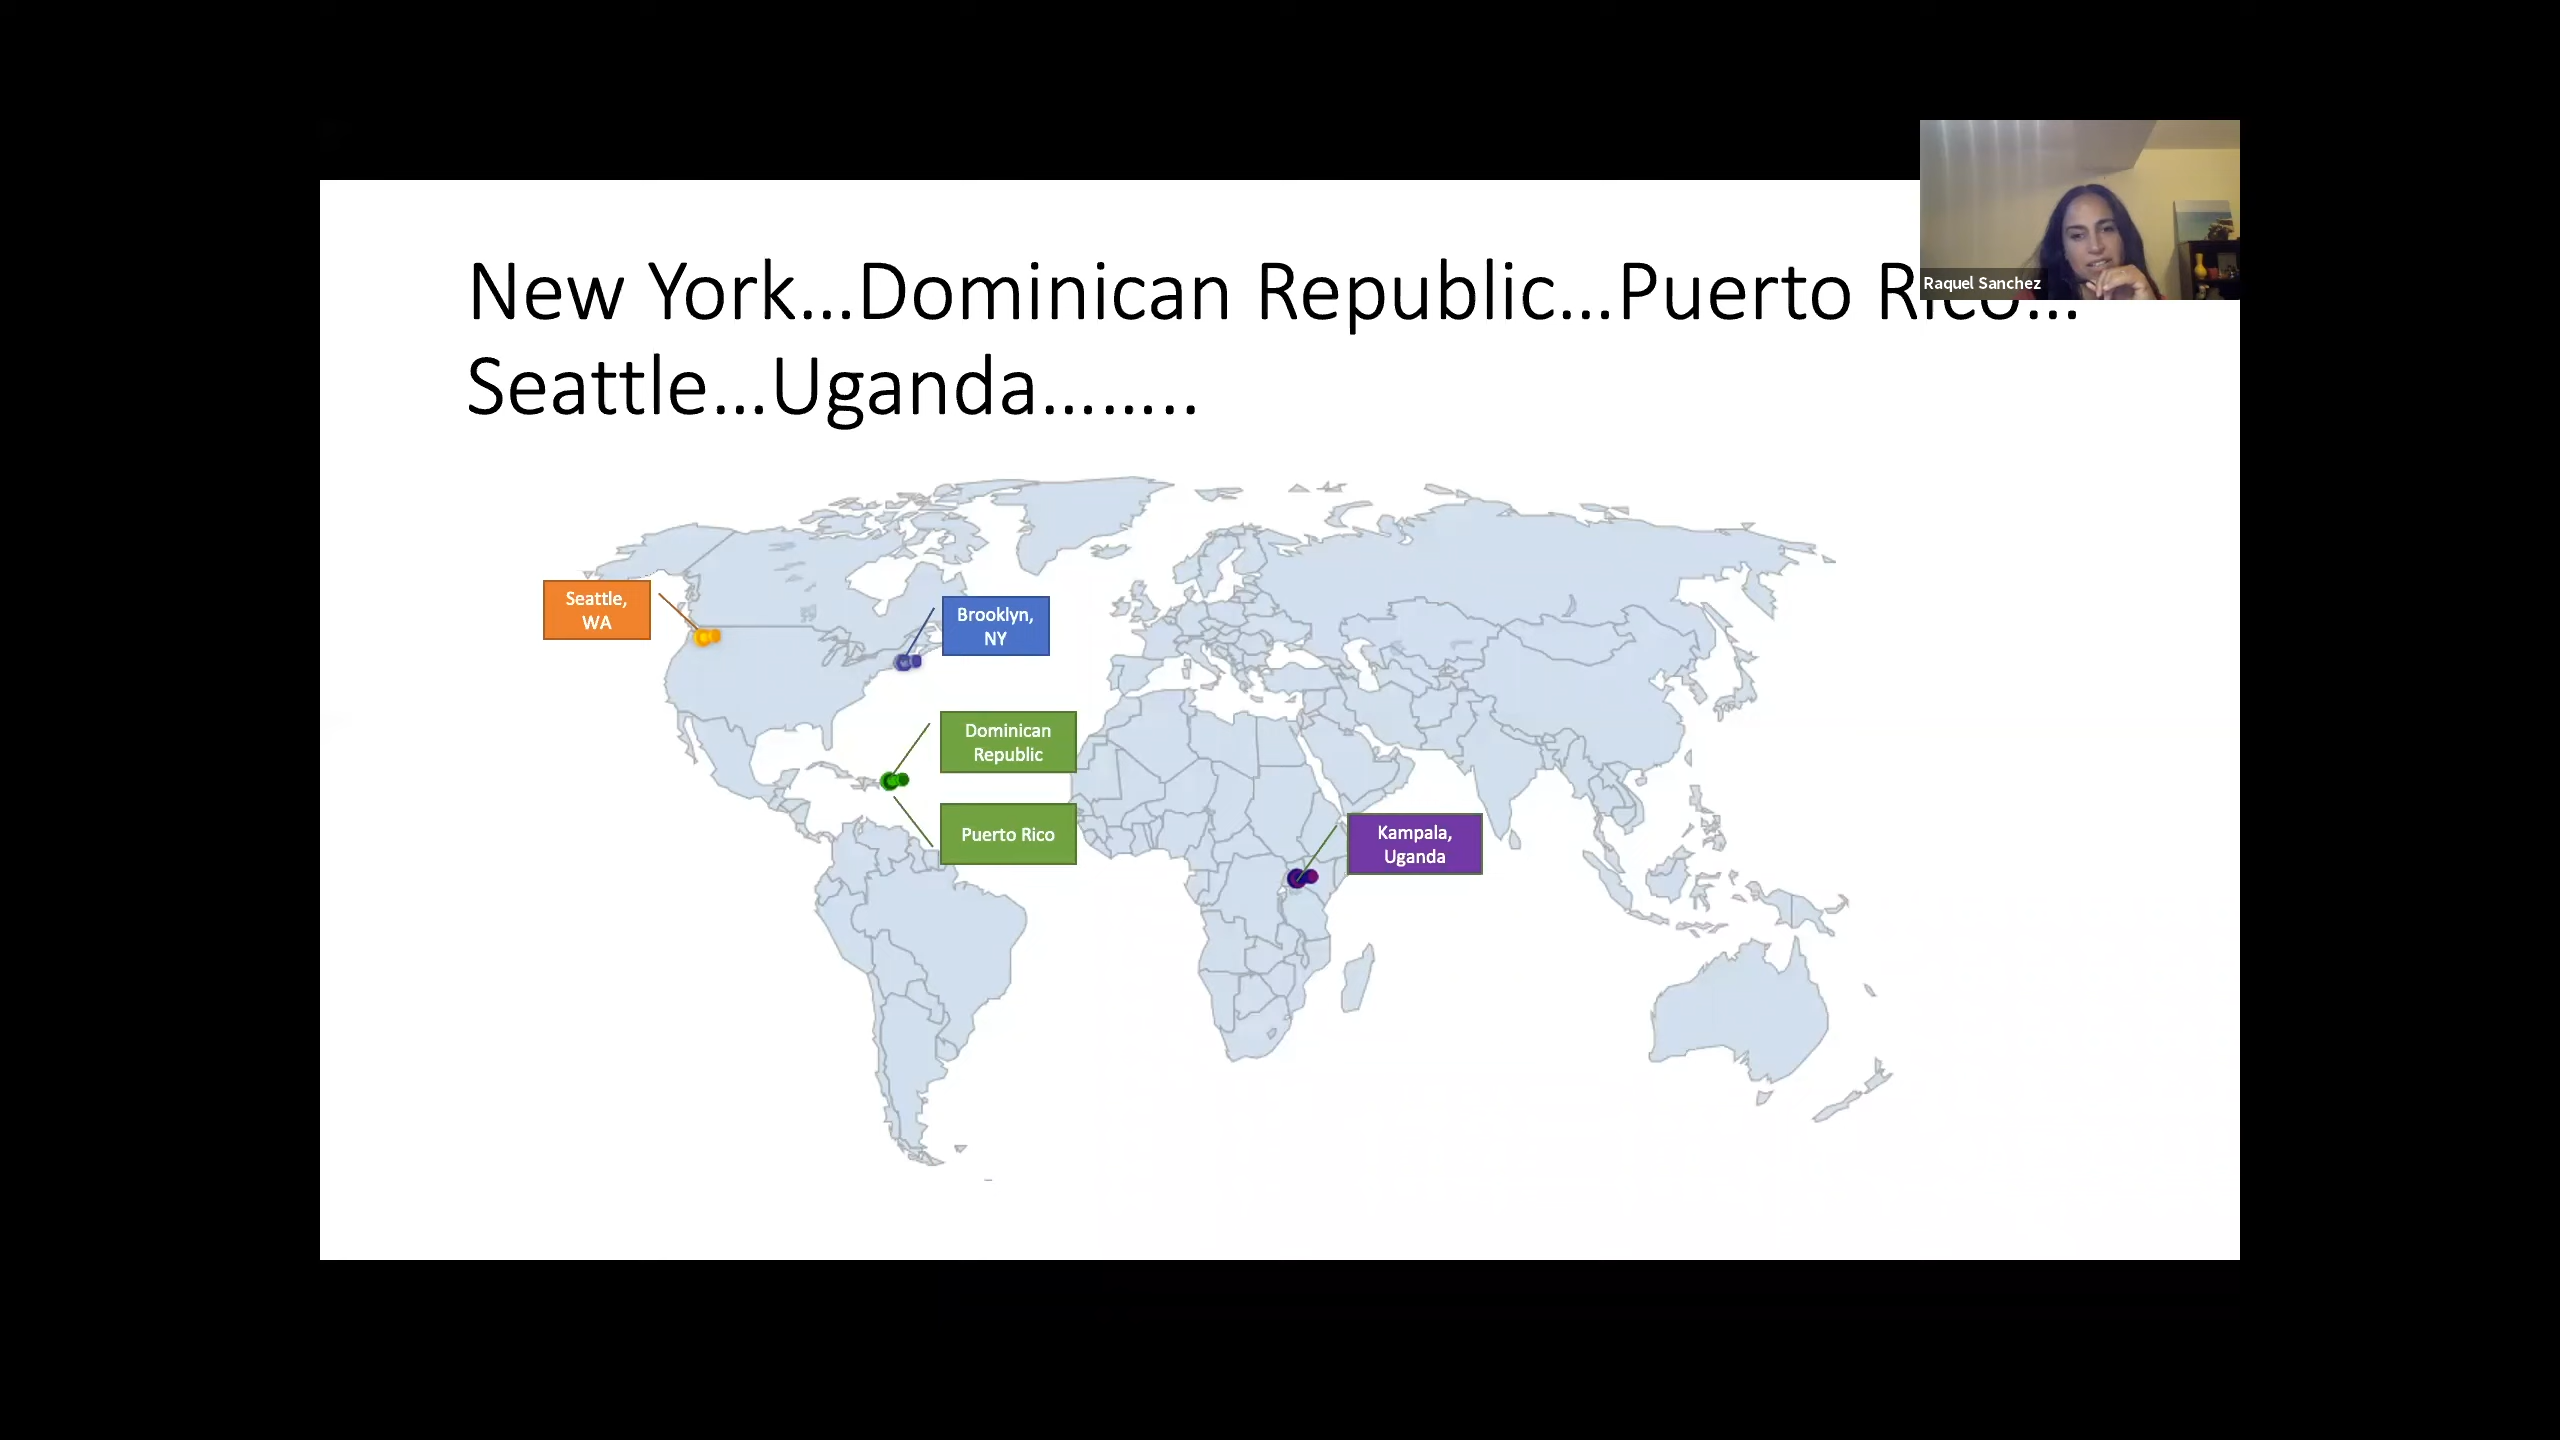 New York...Dominican Republic...Puerto Rico...
Seattle...Uganda........
Raquel Sanchez
Seattle,
WA
Brooklyn,
NY
Dominican
Republic
Puerto Rico
Kampala,
Uganda